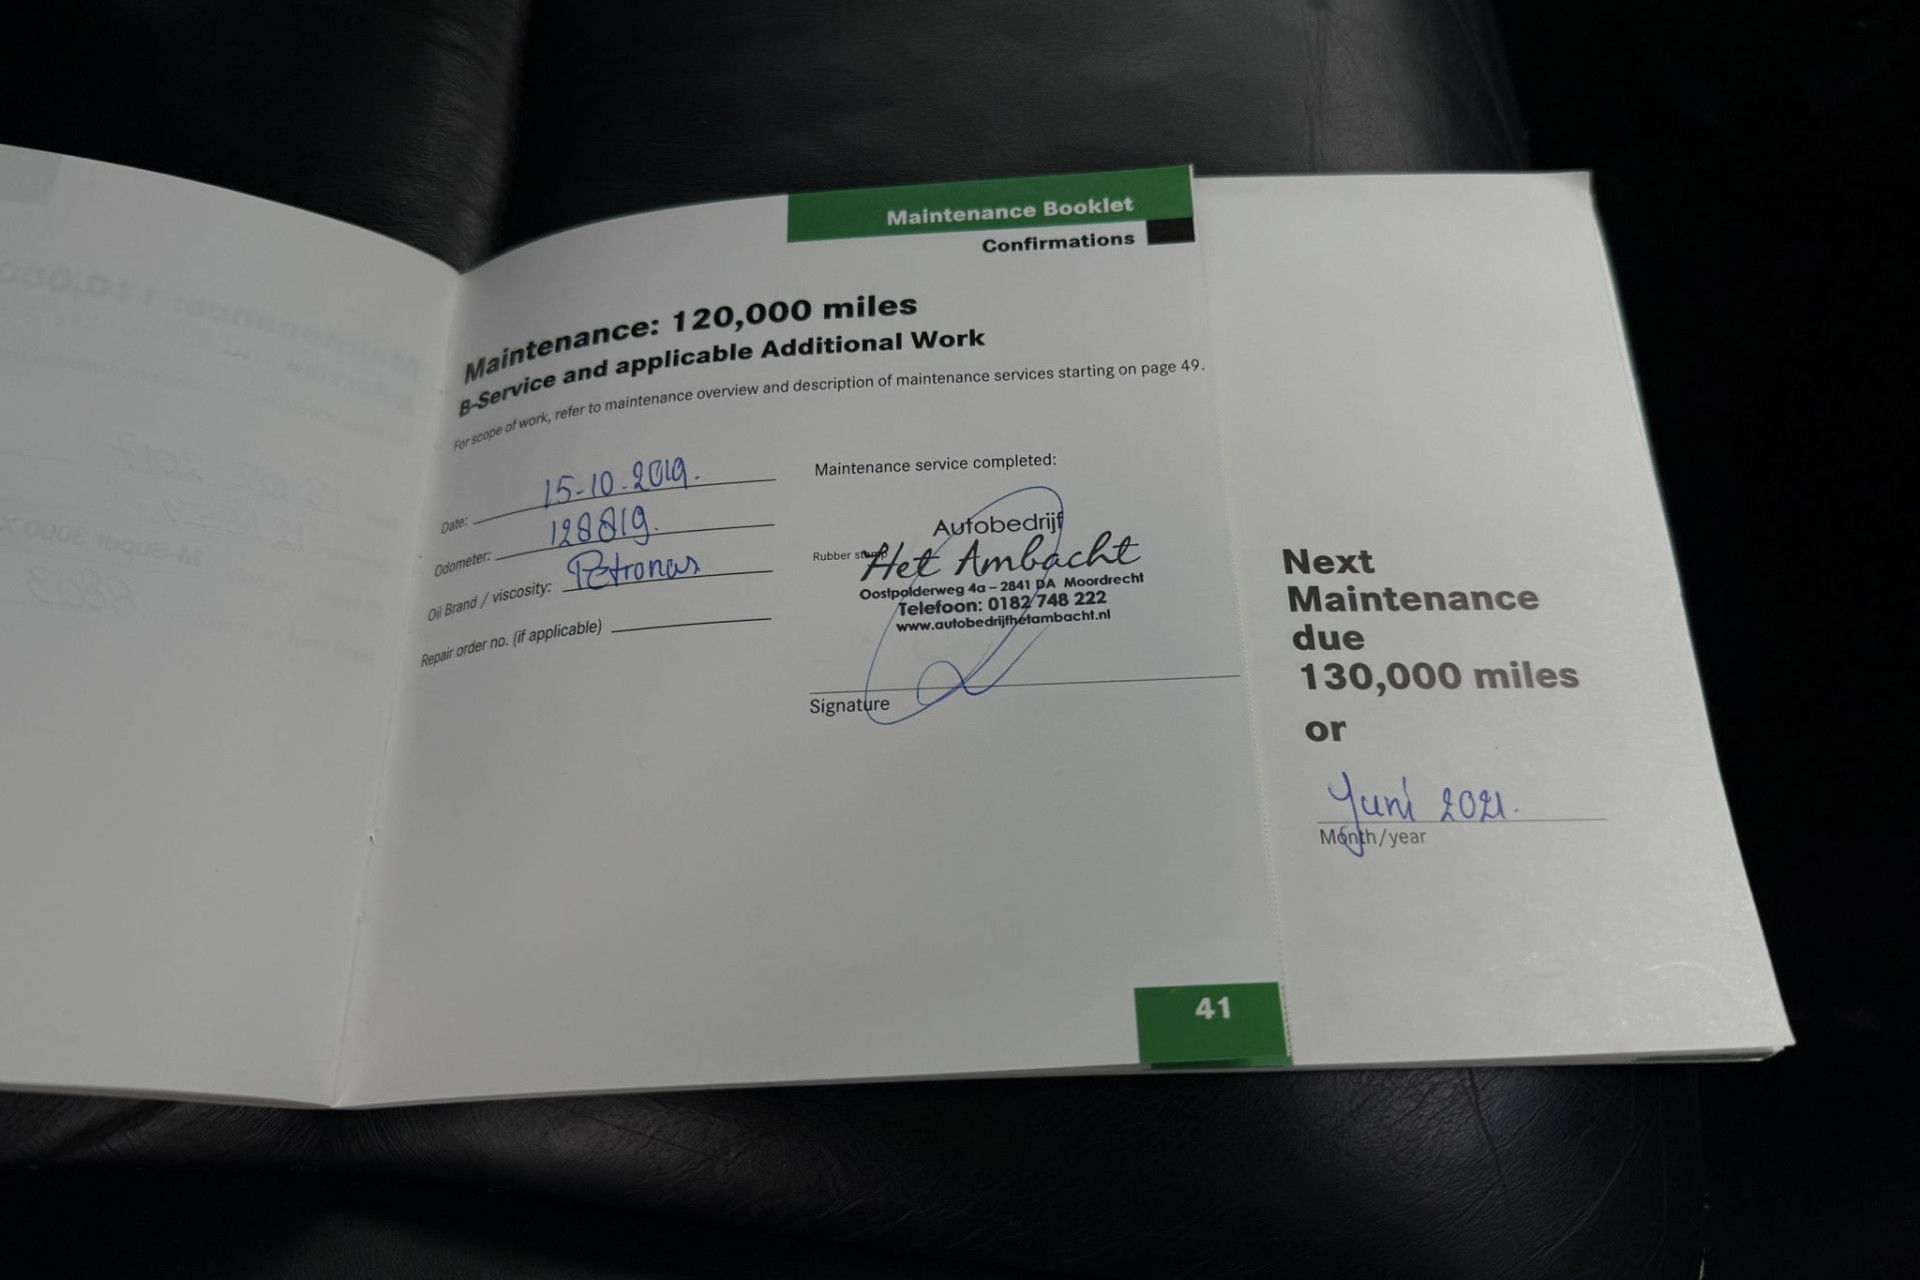 Maintenance Booklet
Confirmations
Maintenance: 120,000 miles
B-Service and applicable Additional Work
For scope of work, refer to maintenance overview and description of maintenance services starting on page 49.
Date: 15-10-2019.
Odometer: 128819.
Oil Brand / viscosity: Petronas
Repair order no. (if applicable)
Maintenance service completed:
Rubber stamp
Autobedrijf
Het Ambacht
Oostpolderweg 4a – 2841 DA Moordrecht
Telefoon: 0182 748 222
www.autobedrijfhetambacht.nl
Signature
Next
Maintenance
due
130,000 miles
or
Juni 2021.
Month/year
41